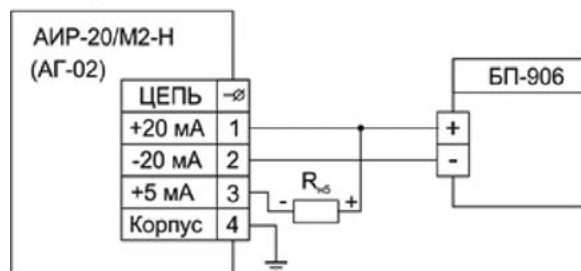 АИР-20/М2-Н
(АГ-02)
ЦЕПЬ -ø
+20 мА 1
-20 мА 2
+5 мА 3
Корпус 4
- Rн5 +
БП-906
+
-